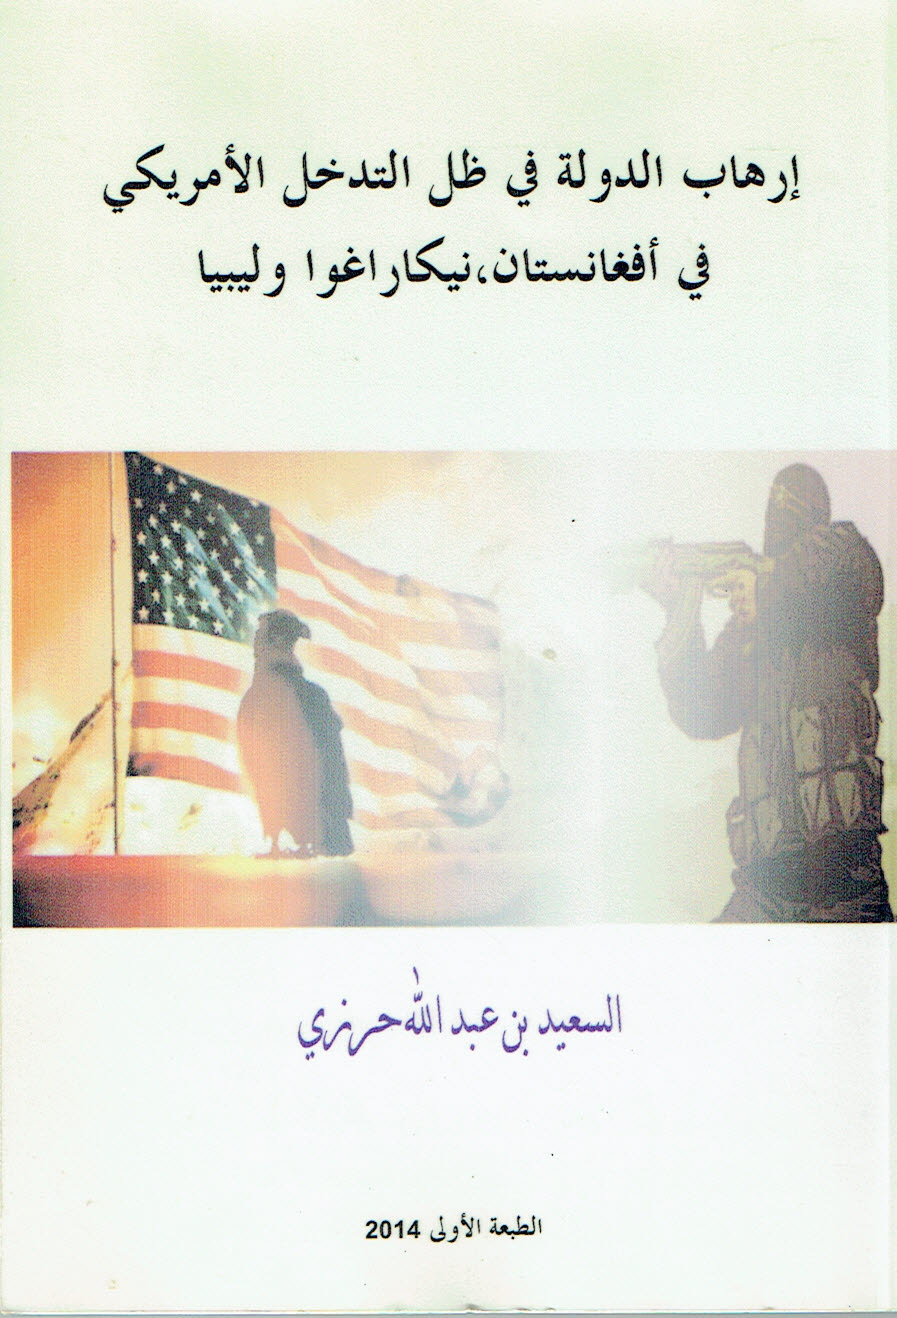 إرهاب الدولة في ظل التدخل الأمريكي
في أفغانستان،نيكاراغوا وليبيا
السعيد بن عبد الله حرزي
الطبعة الأولى 2014